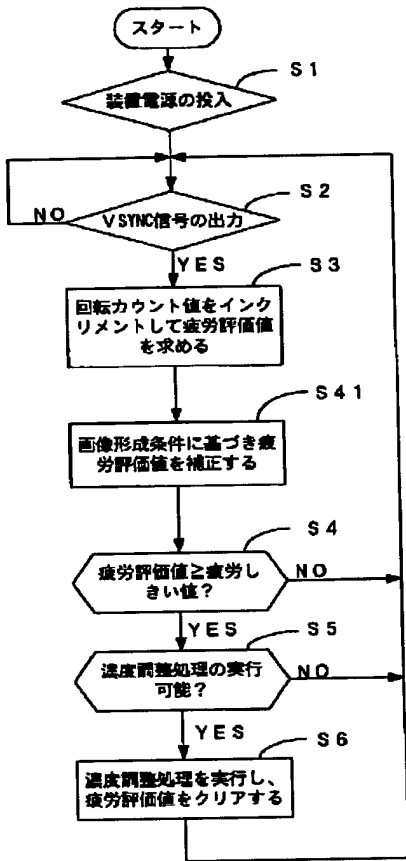 スタート
S1
装置電源の投入
S2
NO
VSYNC信号の出力
YES
S3
回転カウント値をインク
リメントして疲労評価値
を求める
S41
画像形成条件に基づき疲
労評価値を補正する
S4
疲労評価値≧疲労し
きい値?
NO
YES
S5
濃度調整処理の実行
可能?
NO
YES
S6
濃度調整処理を実行し、
疲労評価値をクリアする